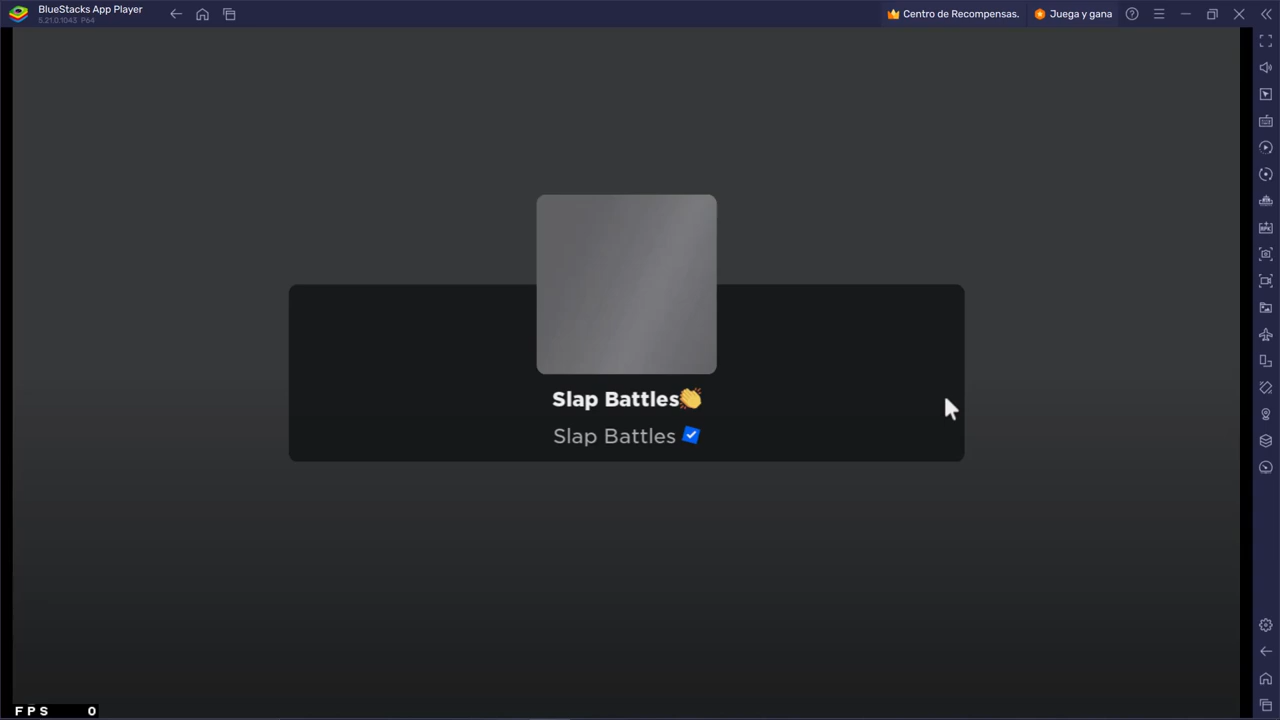 BlueStacks App Player
5.21.0.1043 P64
Centro de Recompensas.
Juega y gana
Slap Battles👏
Slap Battles
FPS 0